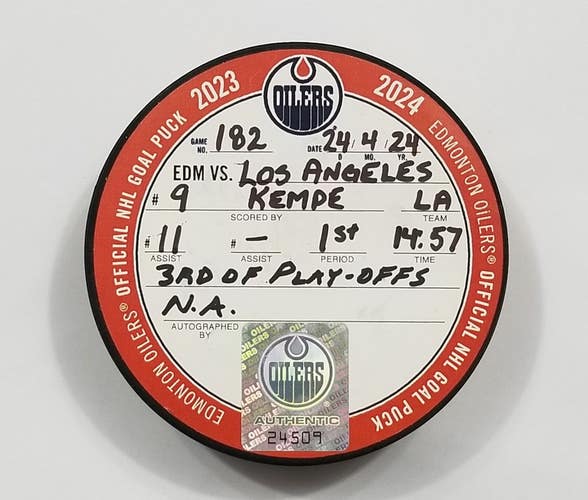 EDMONTON OILERS® OFFICIAL NHL GOAL PUCK 2023
2024 EDMONTON OILERS® OFFICIAL NHL GOAL PUCK
OILERS
GAME NO. 182 DATE 24/4/24
D MO. YR.
EDM VS. LOS ANGELES
# 9 KEMPE LA
SCORED BY TEAM
# 11 # - 1st 14:57
ASSIST ASSIST PERIOD TIME
3RD OF PLAY-OFFS
N.A.
AUTOGRAPHED BY
OILERS
AUTHENTIC
24509